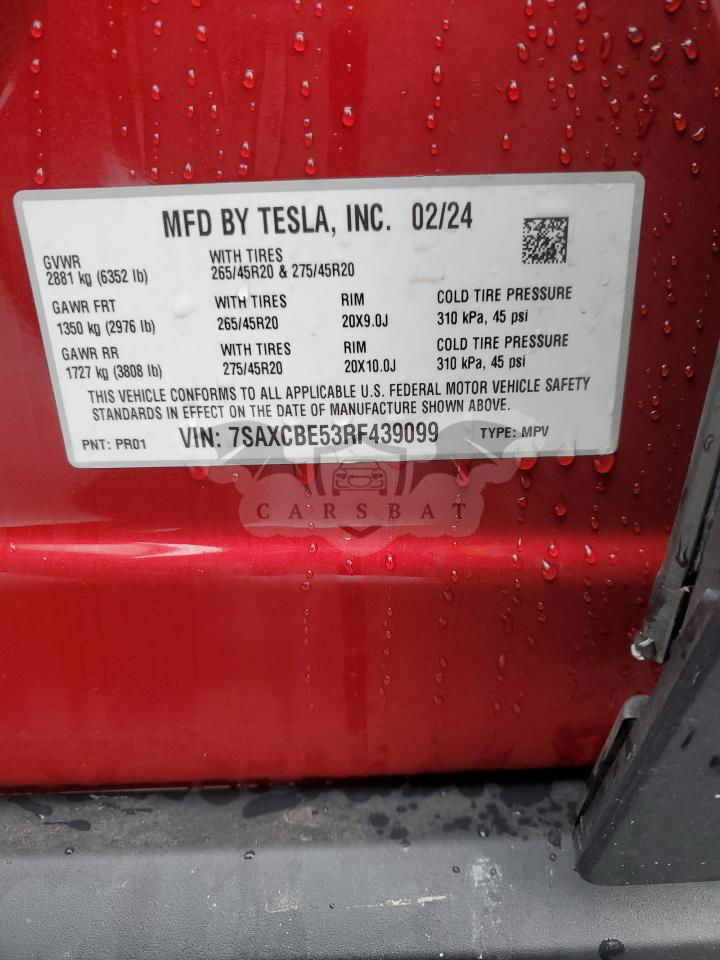 MFD BY TESLA, INC. 02/24
GVWR WITH TIRES
2881 kg (6352 lb) 265/45R20 & 275/45R20
GAWR FRT WITH TIRES RIM COLD TIRE PRESSURE
1350 kg (2976 lb) 265/45R20 20X9.0J 310 kPa, 45 psi
GAWR RR WITH TIRES RIM COLD TIRE PRESSURE
1727 kg (3808 lb) 275/45R20 20X10.0J 310 kPa, 45 psi
THIS VEHICLE CONFORMS TO ALL APPLICABLE U.S. FEDERAL MOTOR VEHICLE SAFETY
STANDARDS IN EFFECT ON THE DATE OF MANUFACTURE SHOWN ABOVE.
PNT: PR01 VIN: 7SAXCBE53RF439099 TYPE: MPV
CARSBAT